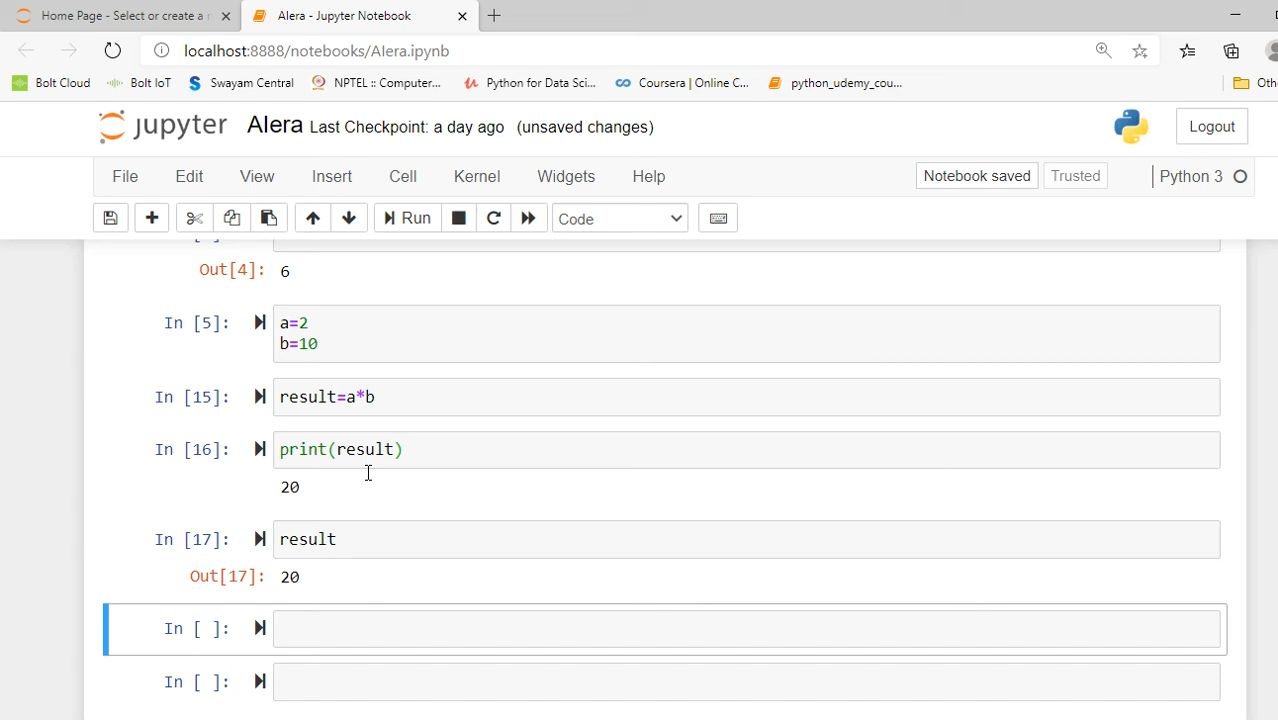 Home Page - Select or create a n
Alera - Jupyter Notebook
localhost:8888/notebooks/Alera.ipynb
Bolt Cloud
Bolt IoT
Swayam Central
NPTEL :: Computer...
Python for Data Sci...
Coursera | Online C...
python_udemy_cou...
Oth
jupyter Alera Last Checkpoint: a day ago (unsaved changes)
Logout
File Edit View Insert Cell Kernel Widgets Help
Notebook saved Trusted Python 3
Run Code
Out[4]: 6
In [5]: a=2
b=10
In [15]: result=a*b
In [16]: print(result)
20
In [17]: result
Out[17]: 20
In [ ]:
In [ ]: